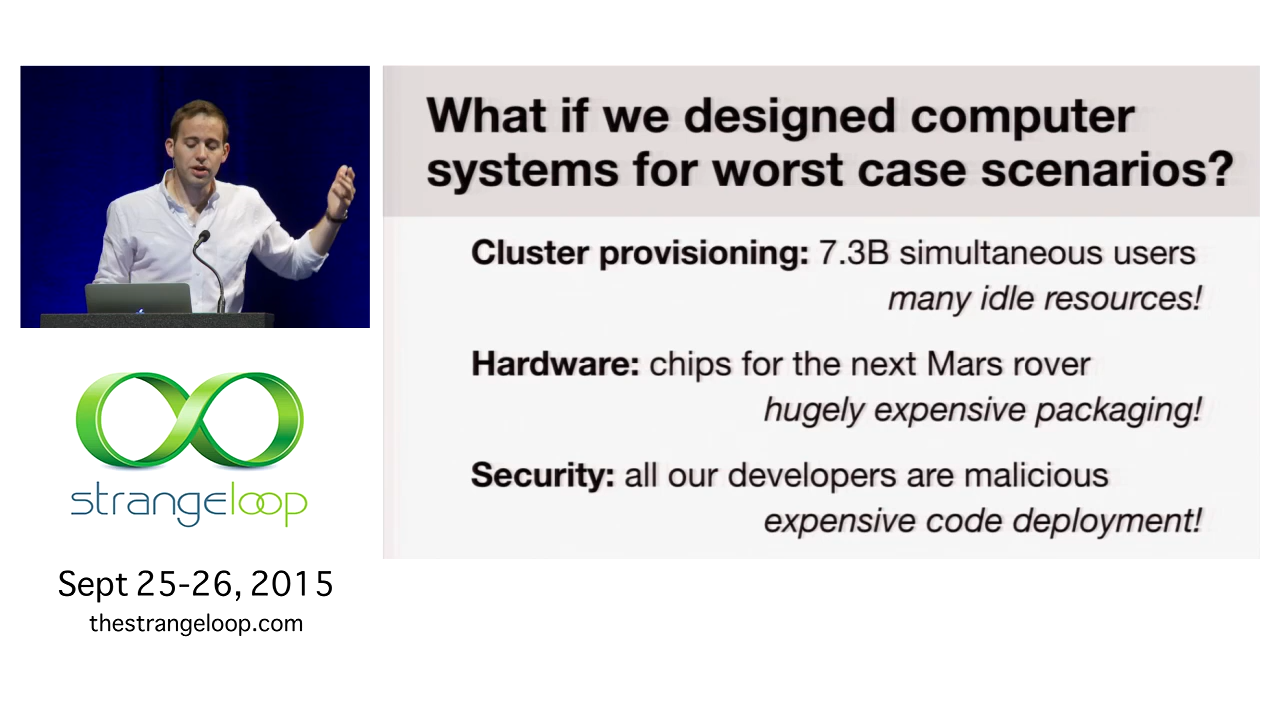 What if we designed computer
systems for worst case scenarios?
Cluster provisioning: 7.3B simultaneous users
many idle resources!
Hardware: chips for the next Mars rover
hugely expensive packaging!
Security: all our developers are malicious
expensive code deployment!
strangeloop
Sept 25-26, 2015
thestrangeloop.com